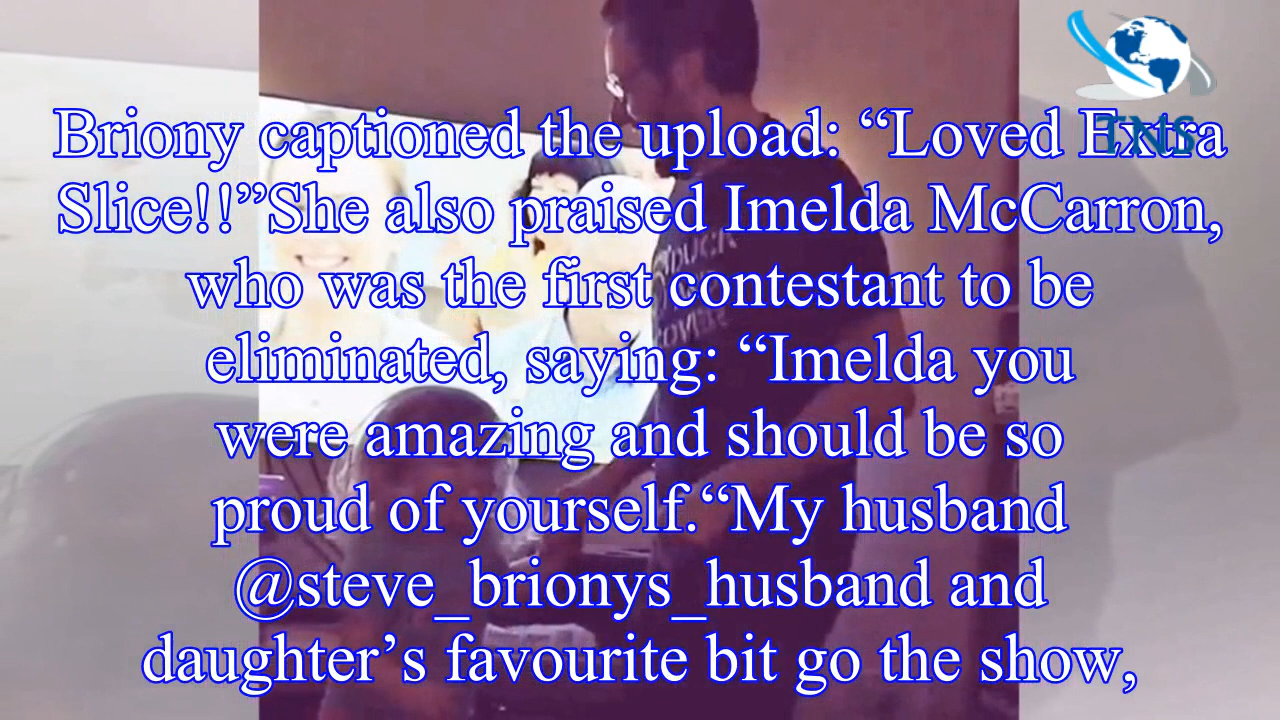 TNS
Briony captioned the upload: “Loved Extra
Slice!!”She also praised Imelda McCarron,
who was the first contestant to be
eliminated, saying: “Imelda you
were amazing and should be so
proud of yourself.“My husband
@steve_brionys_husband and
daughter’s favourite bit go the show,